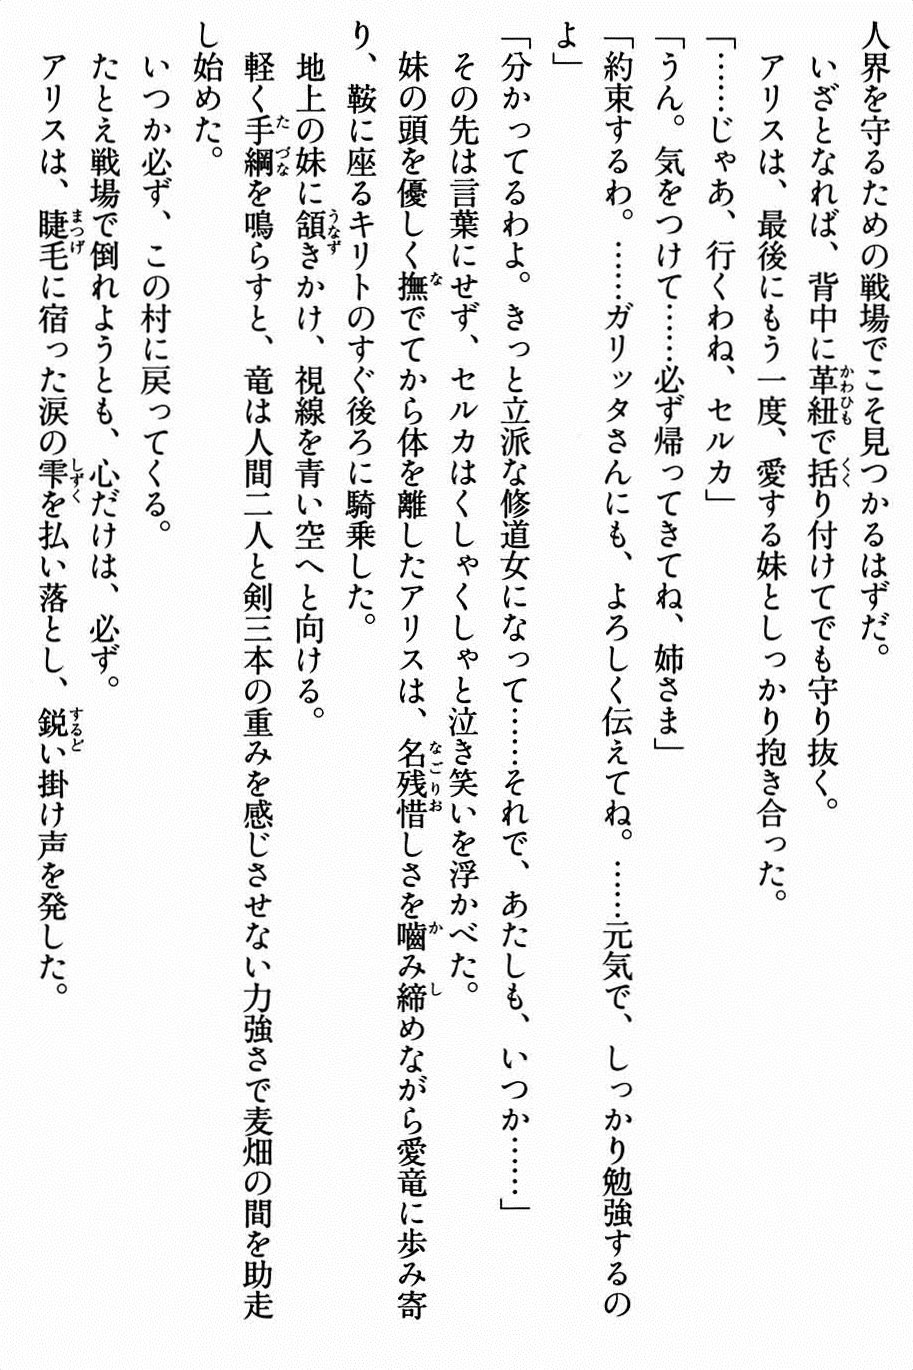 人界を守るための戦場でこそ見つかるはずだ。
いざとなれば、背中に革紐で括り付けてでも守り抜く。
アリスは、最後にもう一度、愛する妹としっかり抱き合った。
「……じゃあ、行くわね、セルカ」
「うん。気をつけて……必ず帰ってきてね、姉さま」
「約束するわ。……ガリッタさんにも、よろしく伝えてね。……元気で、しっかり勉強するの
よ」
「分かってるわよ。きっと立派な修道女になって……それで、あたしも、いつか……」
その先は言葉にせず、セルカはくしゃくしゃと泣き笑いを浮かべた。
妹の頭を優しく撫でてから体を離したアリスは、名残惜しさを嚙み締めながら愛竜に歩み寄
り、鞍に座るキリトのすぐ後ろに騎乗した。
地上の妹に頷きかけ、視線を青い空へと向ける。
軽く手綱を鳴らすと、竜は人間二人と剣三本の重みを感じさせない力強さで麦畑の間を助走
し始めた。
いつか必ず、この村に戻ってくる。
たとえ戦場で倒れようとも、心だけは、必ず。
アリスは、睫毛に宿った涙の雫を払い落とし、鋭い掛け声を発した。